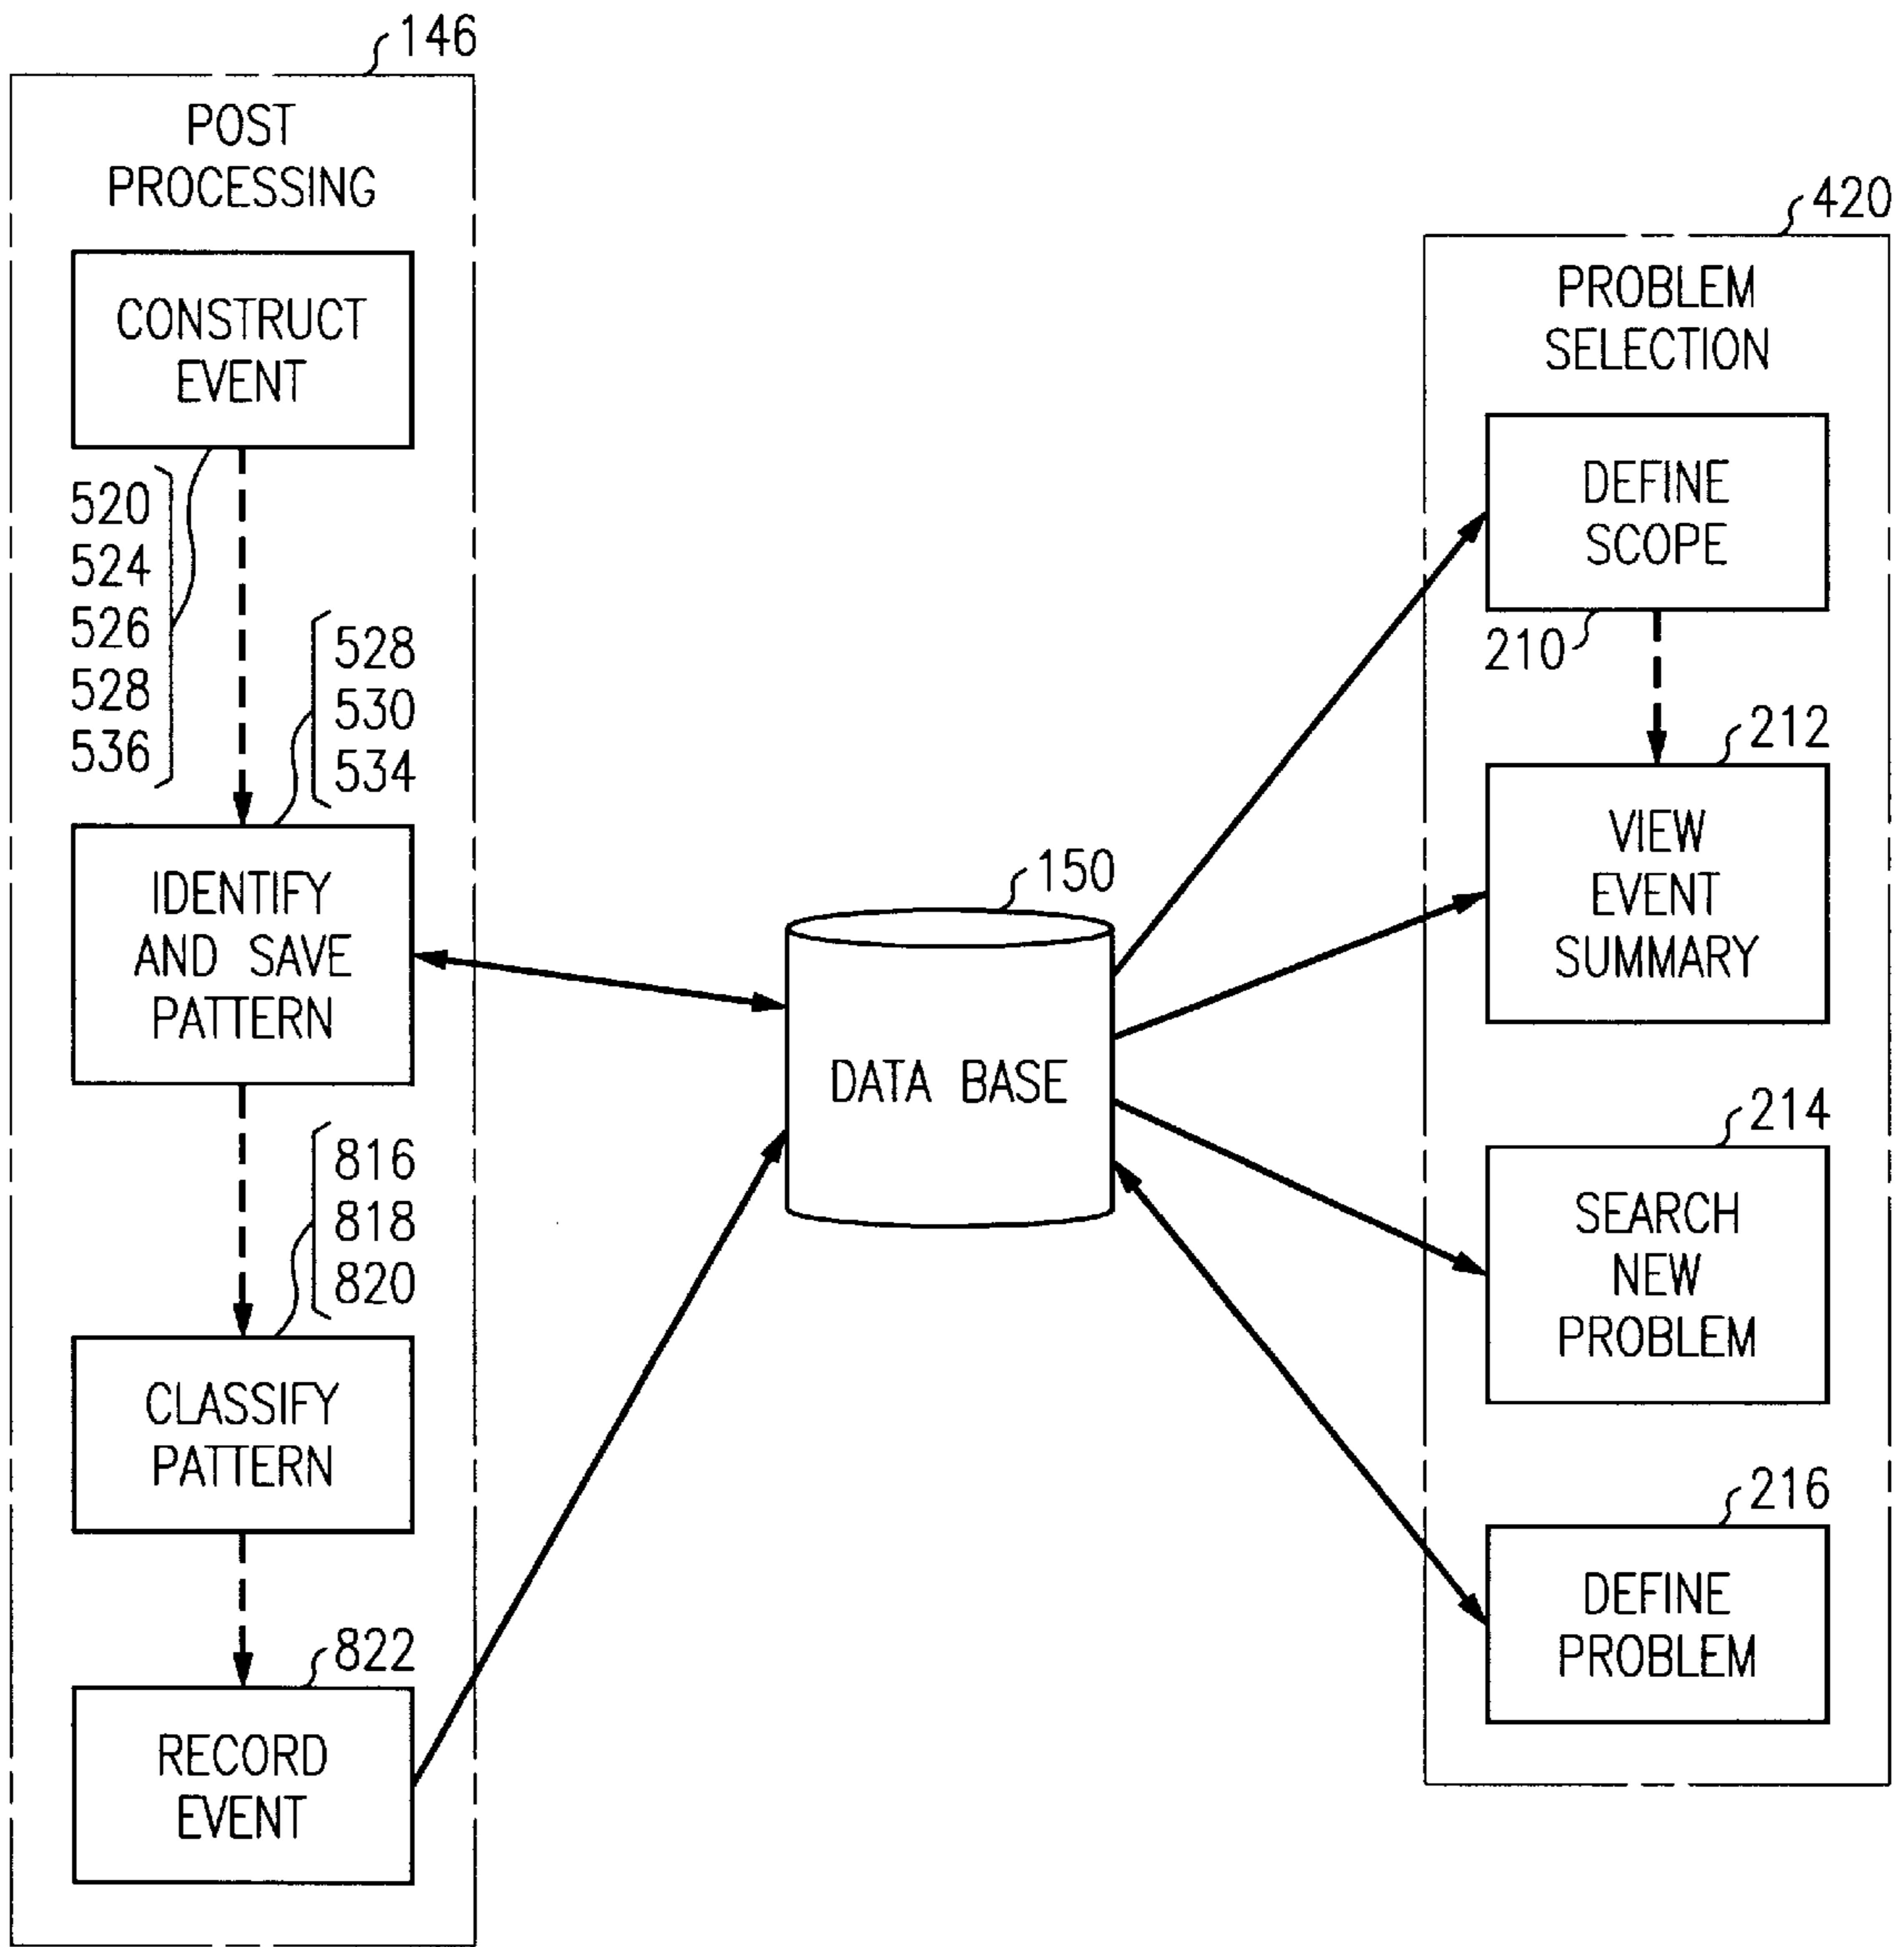 146
POST
PROCESSING
CONSTRUCT
EVENT
520
524
526
528
536
528
530
534
IDENTIFY
AND SAVE
PATTERN
816
818
820
CLASSIFY
PATTERN
822
RECORD
EVENT
150
DATA BASE
420
PROBLEM
SELECTION
DEFINE
SCOPE
210
212
VIEW
EVENT
SUMMARY
214
SEARCH
NEW
PROBLEM
216
DEFINE
PROBLEM